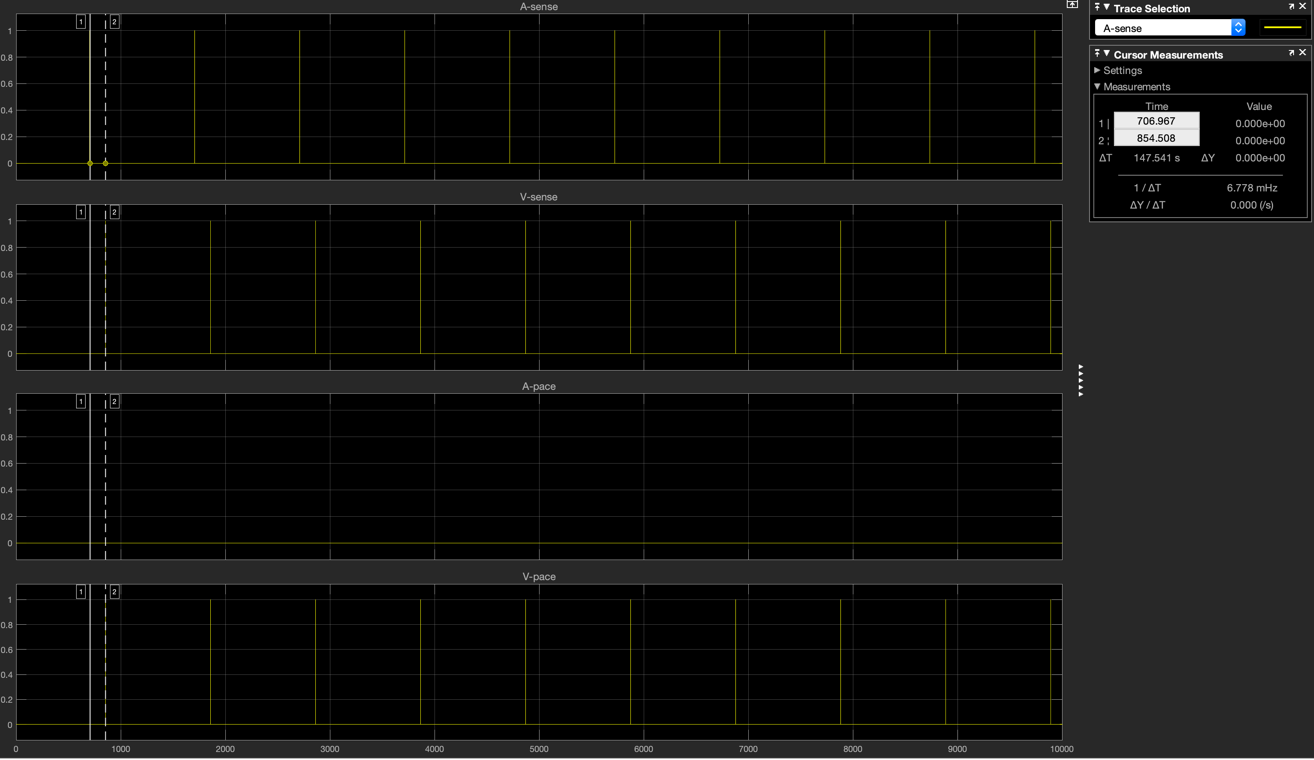 A-sense
1 2
1
0.8
0.6
0.4
0.2
0
V-sense
1 2
1
0.8
0.6
0.4
0.2
0
A-pace
1 2
1
0.8
0.6
0.4
0.2
0
V-pace
1 2
1
0.8
0.6
0.4
0.2
0
0 1000 2000 3000 4000 5000 6000 7000 8000 9000 10000
Trace Selection
A-sense
Cursor Measurements
Settings
Measurements
Time Value
1 | 706.967 0.000e+00
2 ¦ 854.508 0.000e+00
ΔT 147.541 s ΔY 0.000e+00
1 / ΔT 6.778 mHz
ΔY / ΔT 0.000 (/s)